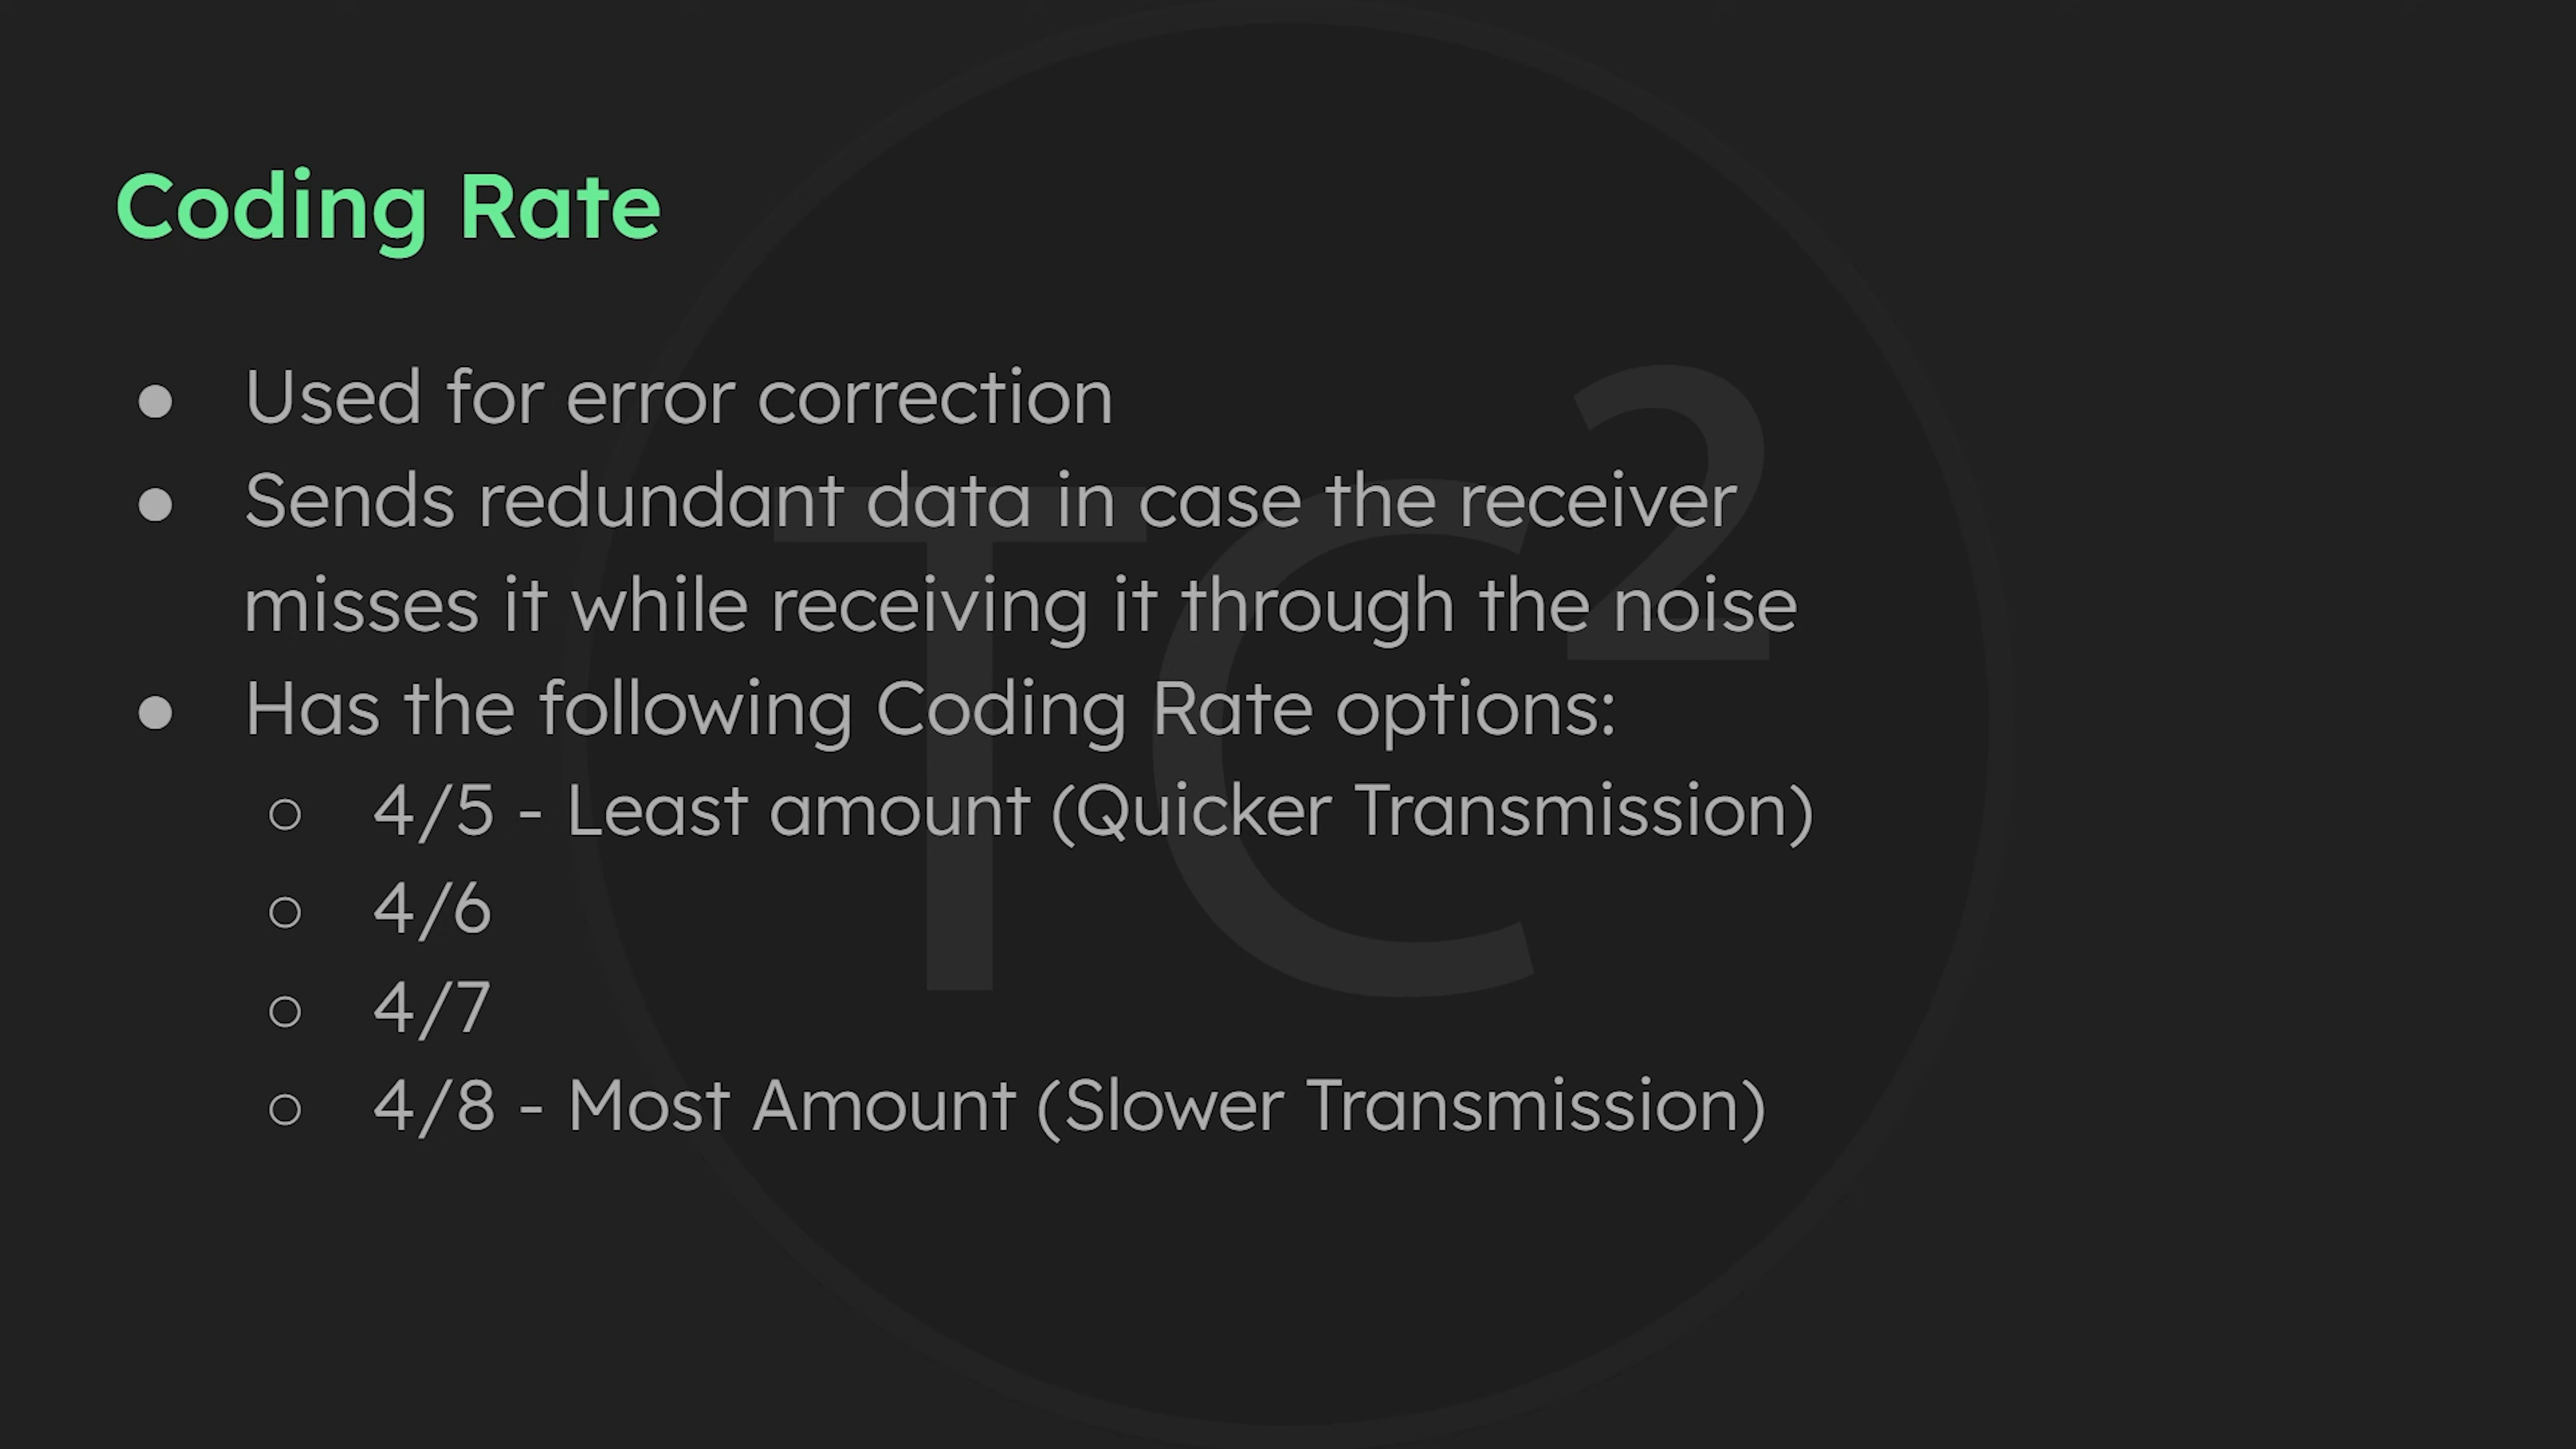 Coding Rate
● Used for error correction
● Sends redundant data in case the receiver
misses it while receiving it through the noise
● Has the following Coding Rate options:
○ 4/5 - Least amount (Quicker Transmission)
○ 4/6
○ 4/7
○ 4/8 - Most Amount (Slower Transmission)
TC²